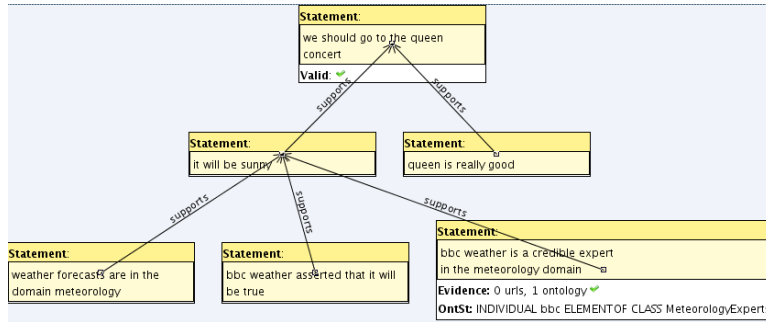 Statement:
we should go to the queen
concert
Valid:
supports
supports
Statement:
it will be sunny
Statement:
queen is really good
supports
supports
supports
Statement:
weather forecasts are in the
domain meteorology
Statement:
bbc weather asserted that it will
be true
Statement:
bbc weather is a credible expert
in the meteorology domain
Evidence: 0 urls, 1 ontology
OntSt: INDIVIDUAL bbc ELEMENTOF CLASS MeteorologyExpert